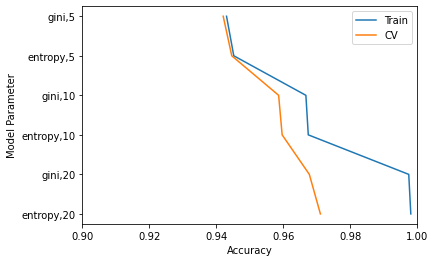 gini,5
entropy,5
gini,10
entropy,10
gini,20
entropy,20
Model Parameter
Train
CV
0.90 0.92 0.94 0.96 0.98 1.00
Accuracy